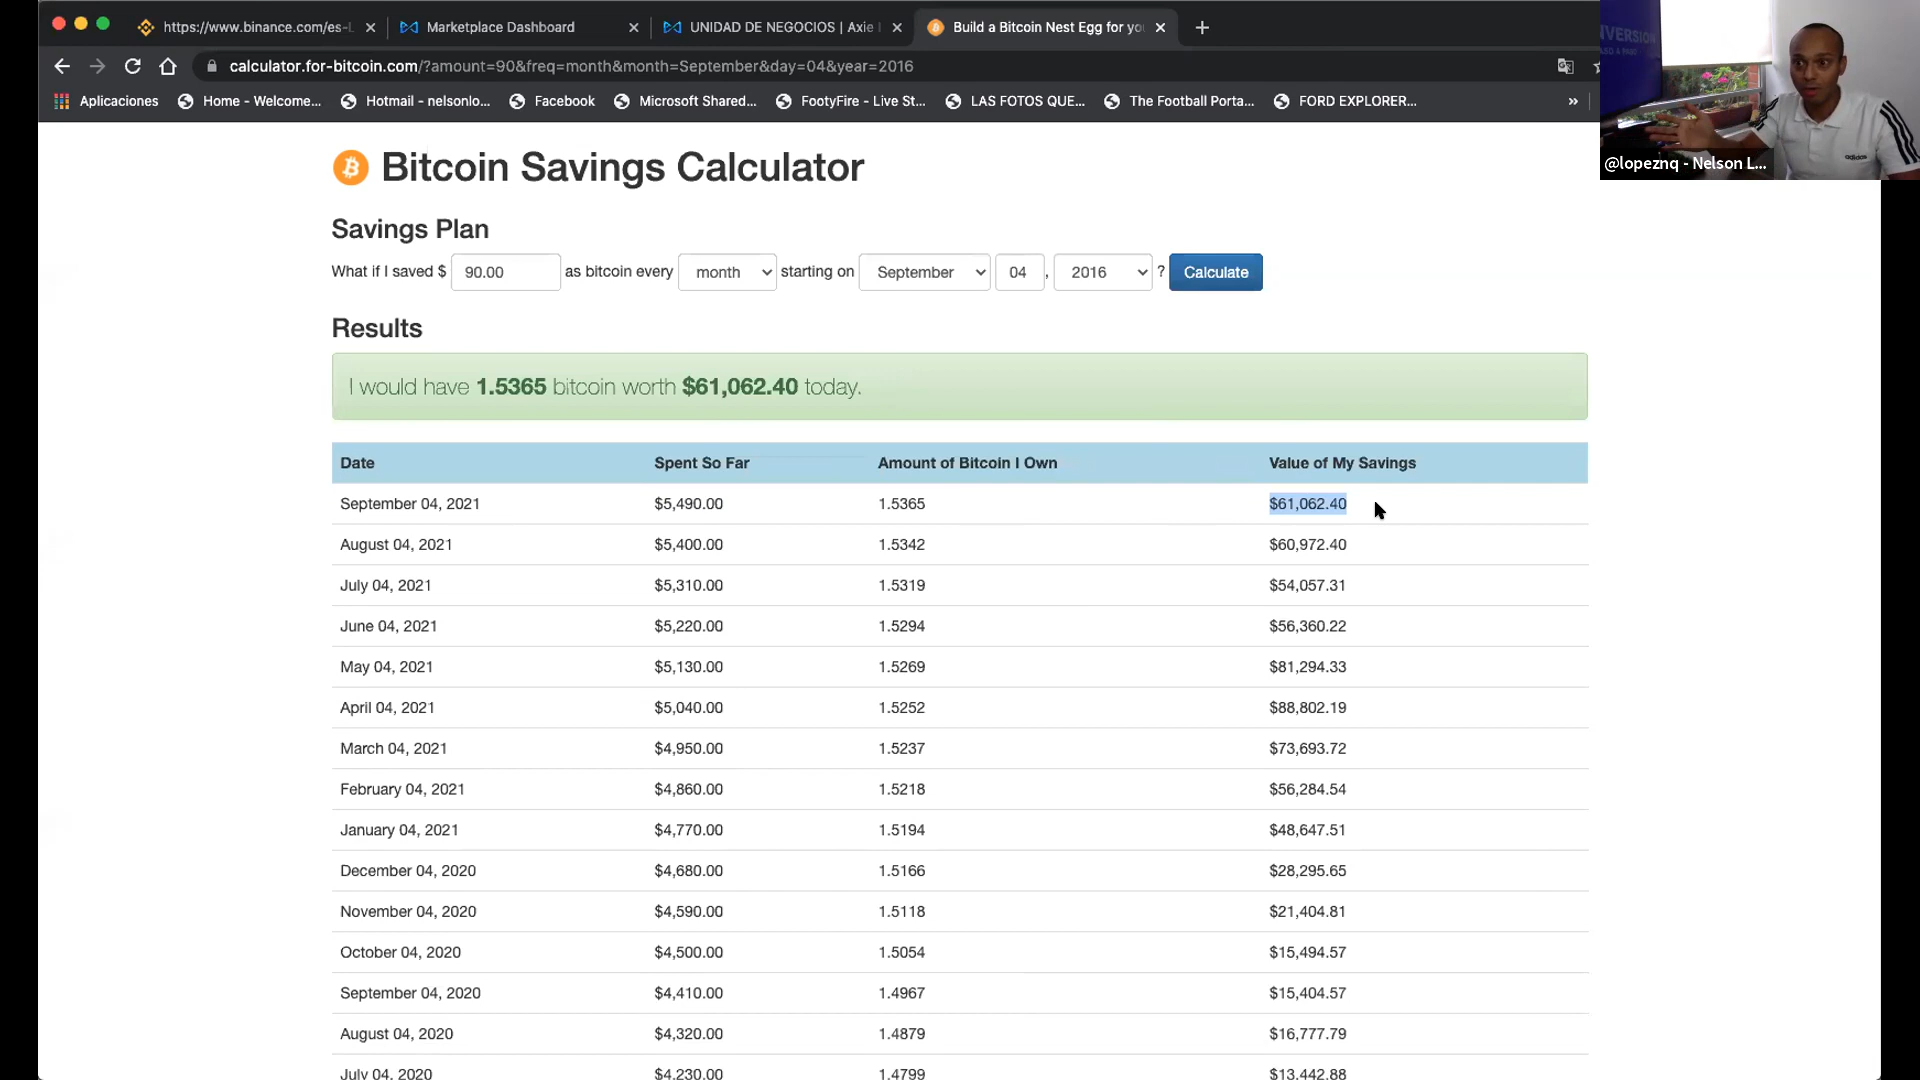 https://www.binance.com/es-L
Marketplace Dashboard
UNIDAD DE NEGOCIOS | Axie I
Build a Bitcoin Nest Egg for yo
calculator.for-bitcoin.com/?amount=90&freq=month&month=September&day=04&year=2016
Aplicaciones Home - Welcome... Hotmail - nelsonlo... Facebook Microsoft Shared... FootyFire - Live St... LAS FOTOS QUE... The Football Porta... FORD EXPLORER... »
@lopeznq - Nelson L...
adidas
Bitcoin Savings Calculator
Savings Plan
What if I saved $ 90.00 as bitcoin every month starting on September 04 , 2016 ? Calculate
Results
I would have 1.5365 bitcoin worth $61,062.40 today.
Date Spent So Far Amount of Bitcoin I Own Value of My Savings
September 04, 2021 $5,490.00 1.5365 $61,062.40
August 04, 2021 $5,400.00 1.5342 $60,972.40
July 04, 2021 $5,310.00 1.5319 $54,057.31
June 04, 2021 $5,220.00 1.5294 $56,360.22
May 04, 2021 $5,130.00 1.5269 $81,294.33
April 04, 2021 $5,040.00 1.5252 $88,802.19
March 04, 2021 $4,950.00 1.5237 $73,693.72
February 04, 2021 $4,860.00 1.5218 $56,284.54
January 04, 2021 $4,770.00 1.5194 $48,647.51
December 04, 2020 $4,680.00 1.5166 $28,295.65
November 04, 2020 $4,590.00 1.5118 $21,404.81
October 04, 2020 $4,500.00 1.5054 $15,494.57
September 04, 2020 $4,410.00 1.4967 $15,404.57
August 04, 2020 $4,320.00 1.4879 $16,777.79
July 04, 2020 $4,230.00 1.4799 $13,442.88